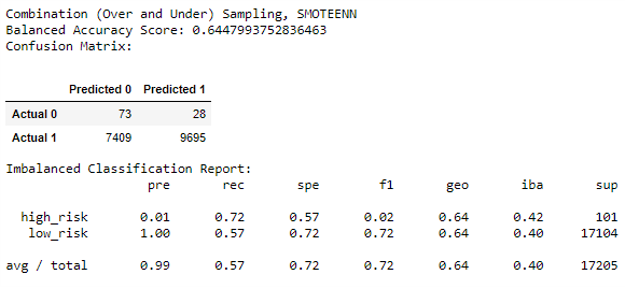 Combination (Over and Under) Sampling, SMOTEENN
Balanced Accuracy Score: 0.6447993752836463
Confusion Matrix:
Predicted 0 Predicted 1
Actual 0 73 28
Actual 1 7409 9695
Imbalanced Classification Report:
pre rec spe f1 geo iba sup
high_risk 0.01 0.72 0.57 0.02 0.64 0.42 101
low_risk 1.00 0.57 0.72 0.72 0.64 0.40 17104
avg / total 0.99 0.57 0.72 0.72 0.64 0.40 17205